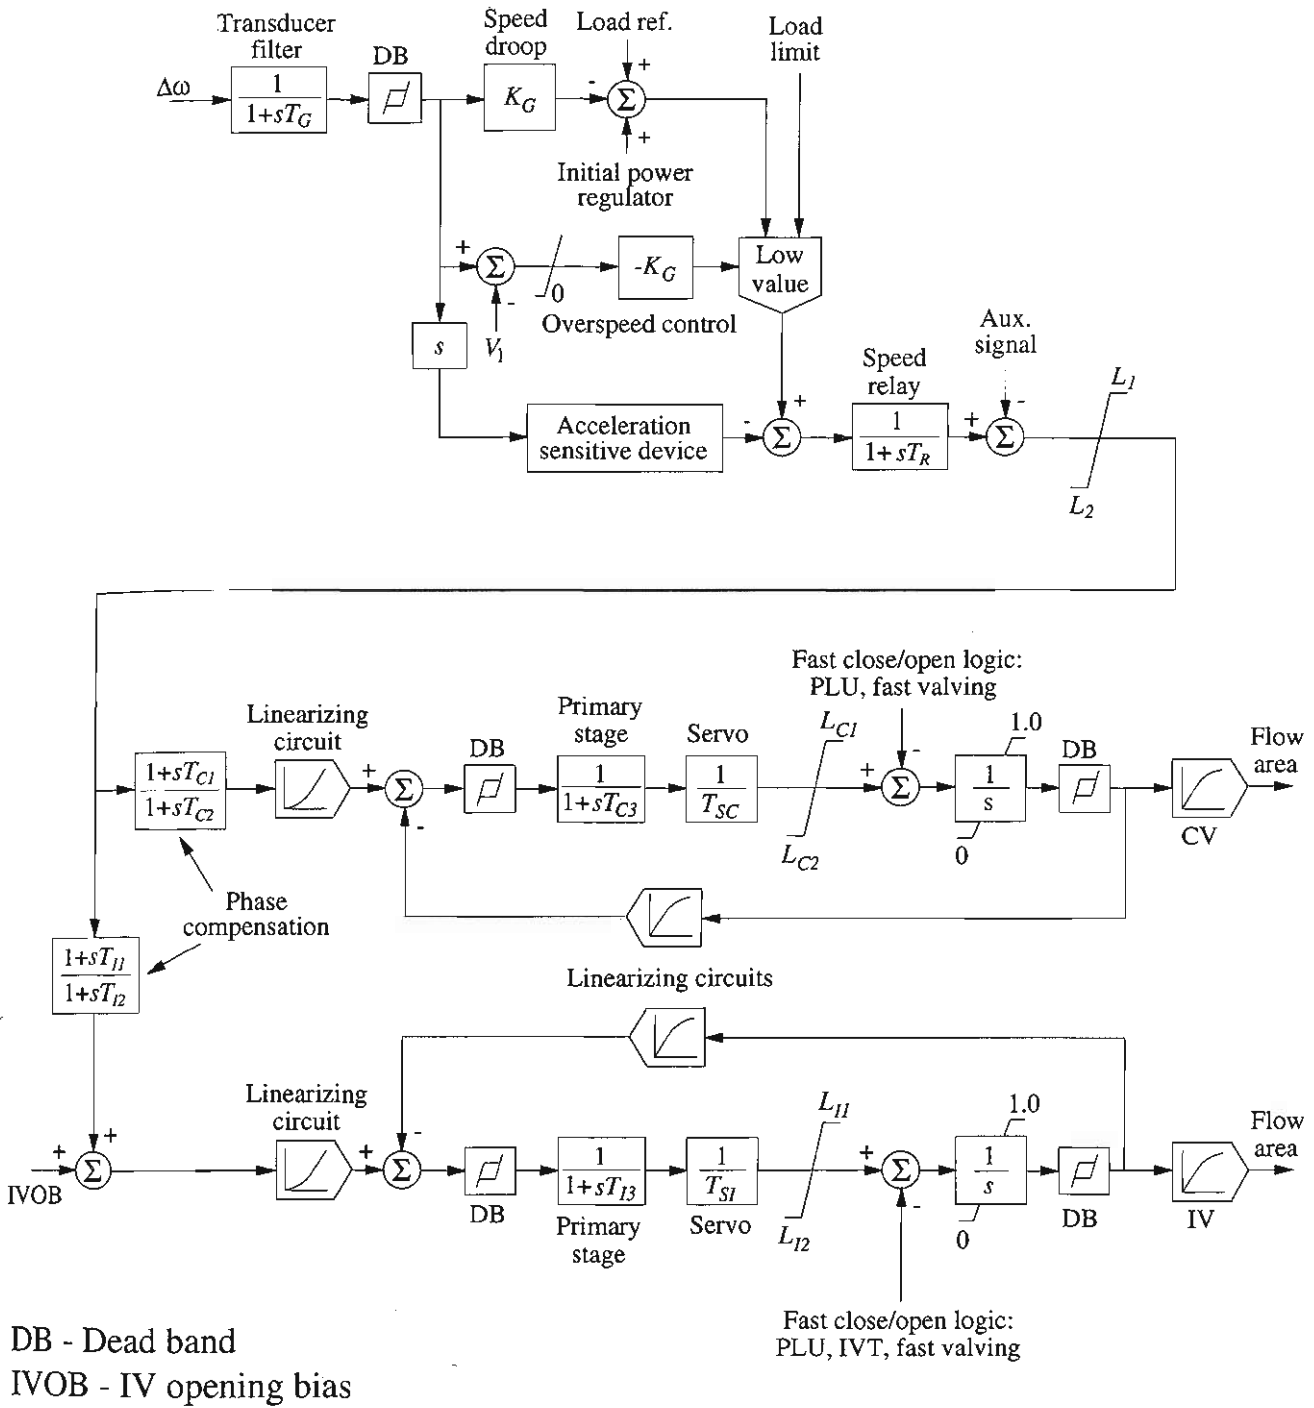 Transducer
filter
DB
Speed
droop
Load ref.
Load
limit
Δω
1
1+sT_G
K_G
-
+
Σ
+
Initial power
regulator
+
Σ
-
V_1
0
-K_G
Low
value
Overspeed control
s
Acceleration
sensitive device
-
+
Σ
Speed
relay
1
1+sT_R
Aux.
signal
+
-
Σ
L_1
L_2
Fast close/open logic:
PLU, fast valving
Linearizing
circuit
Primary
stage
Servo
DB
L_C1
L_C2
1.0
DB
Flow
area
1+sT_C1
1+sT_C2
+
Σ
-
1
1+sT_C3
1
T_SC
+
-
Σ
1
s
0
CV
Phase
compensation
1+sT_I1
1+sT_I2
Linearizing circuits
Linearizing
circuit
L_I1
L_I2
1.0
Flow
area
+
+
Σ
IVOB
+
-
Σ
DB
1
1+sT_I3
Primary
stage
1
T_SI
Servo
+
Σ
-
1
s
0
DB
IV
Fast close/open logic:
PLU, IVT, fast valving
DB - Dead band
IVOB - IV opening bias